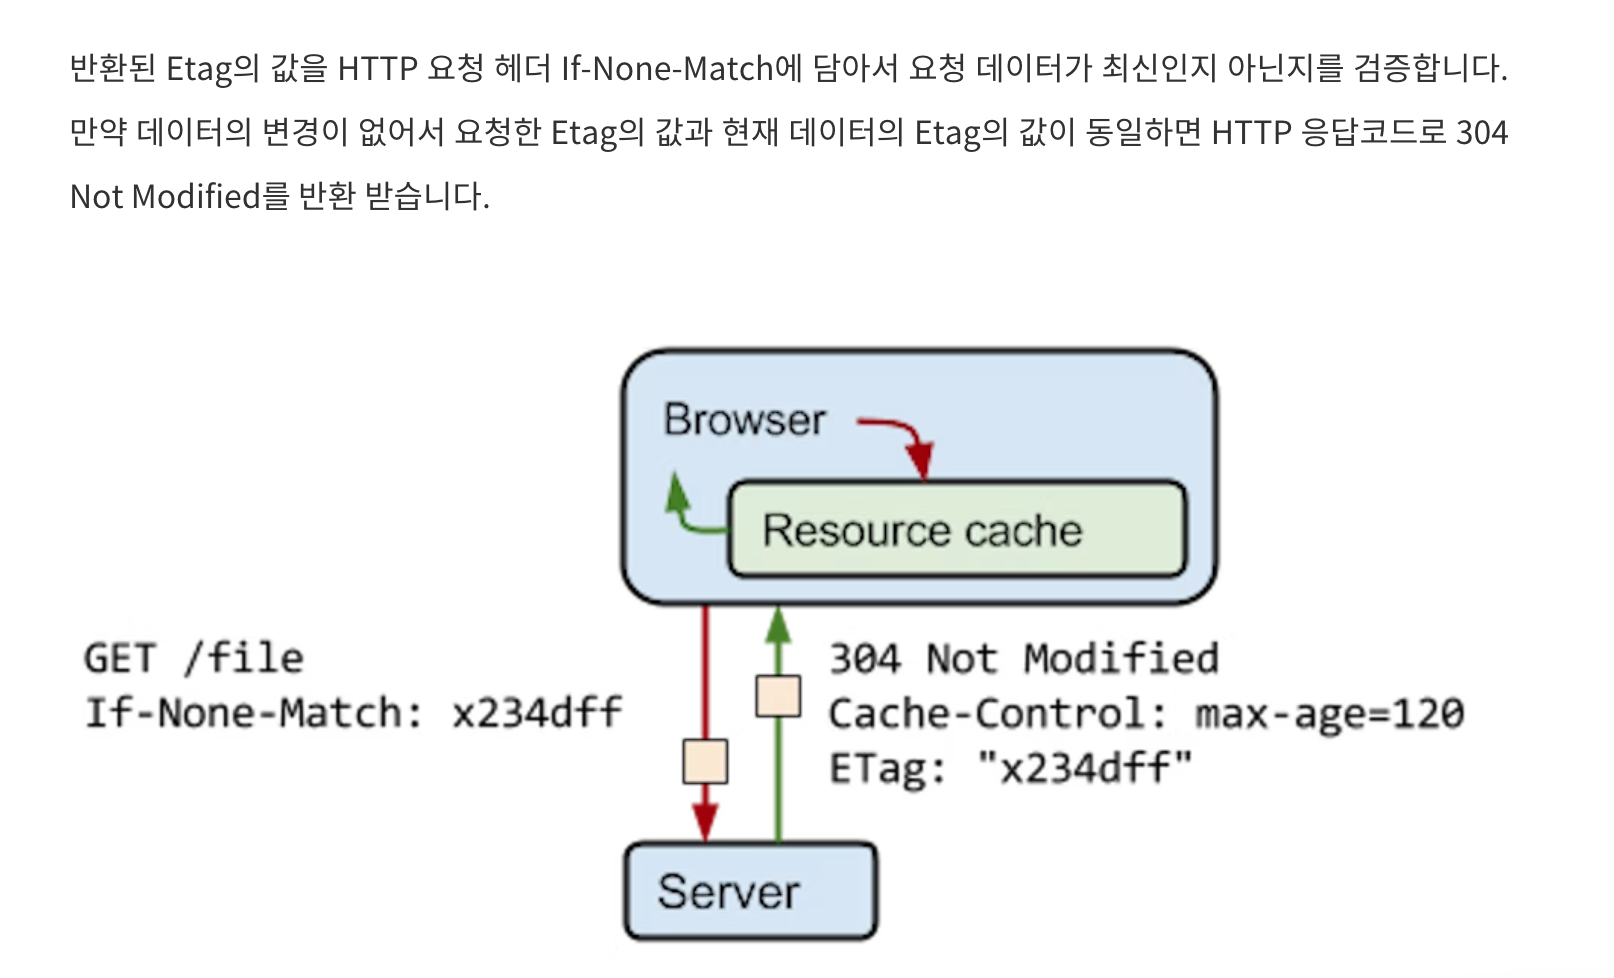 반환된 Etag의 값을 HTTP 요청 헤더 If-None-Match에 담아서 요청 데이터가 최신인지 아닌지를 검증합니다.
만약 데이터의 변경이 없어서 요청한 Etag의 값과 현재 데이터의 Etag의 값이 동일하면 HTTP 응답코드로 304
Not Modified를 반환 받습니다.
Browser
Resource cache
GET /file
If-None-Match: x234dff
304 Not Modified
Cache-Control: max-age=120
ETag: "x234dff"
Server